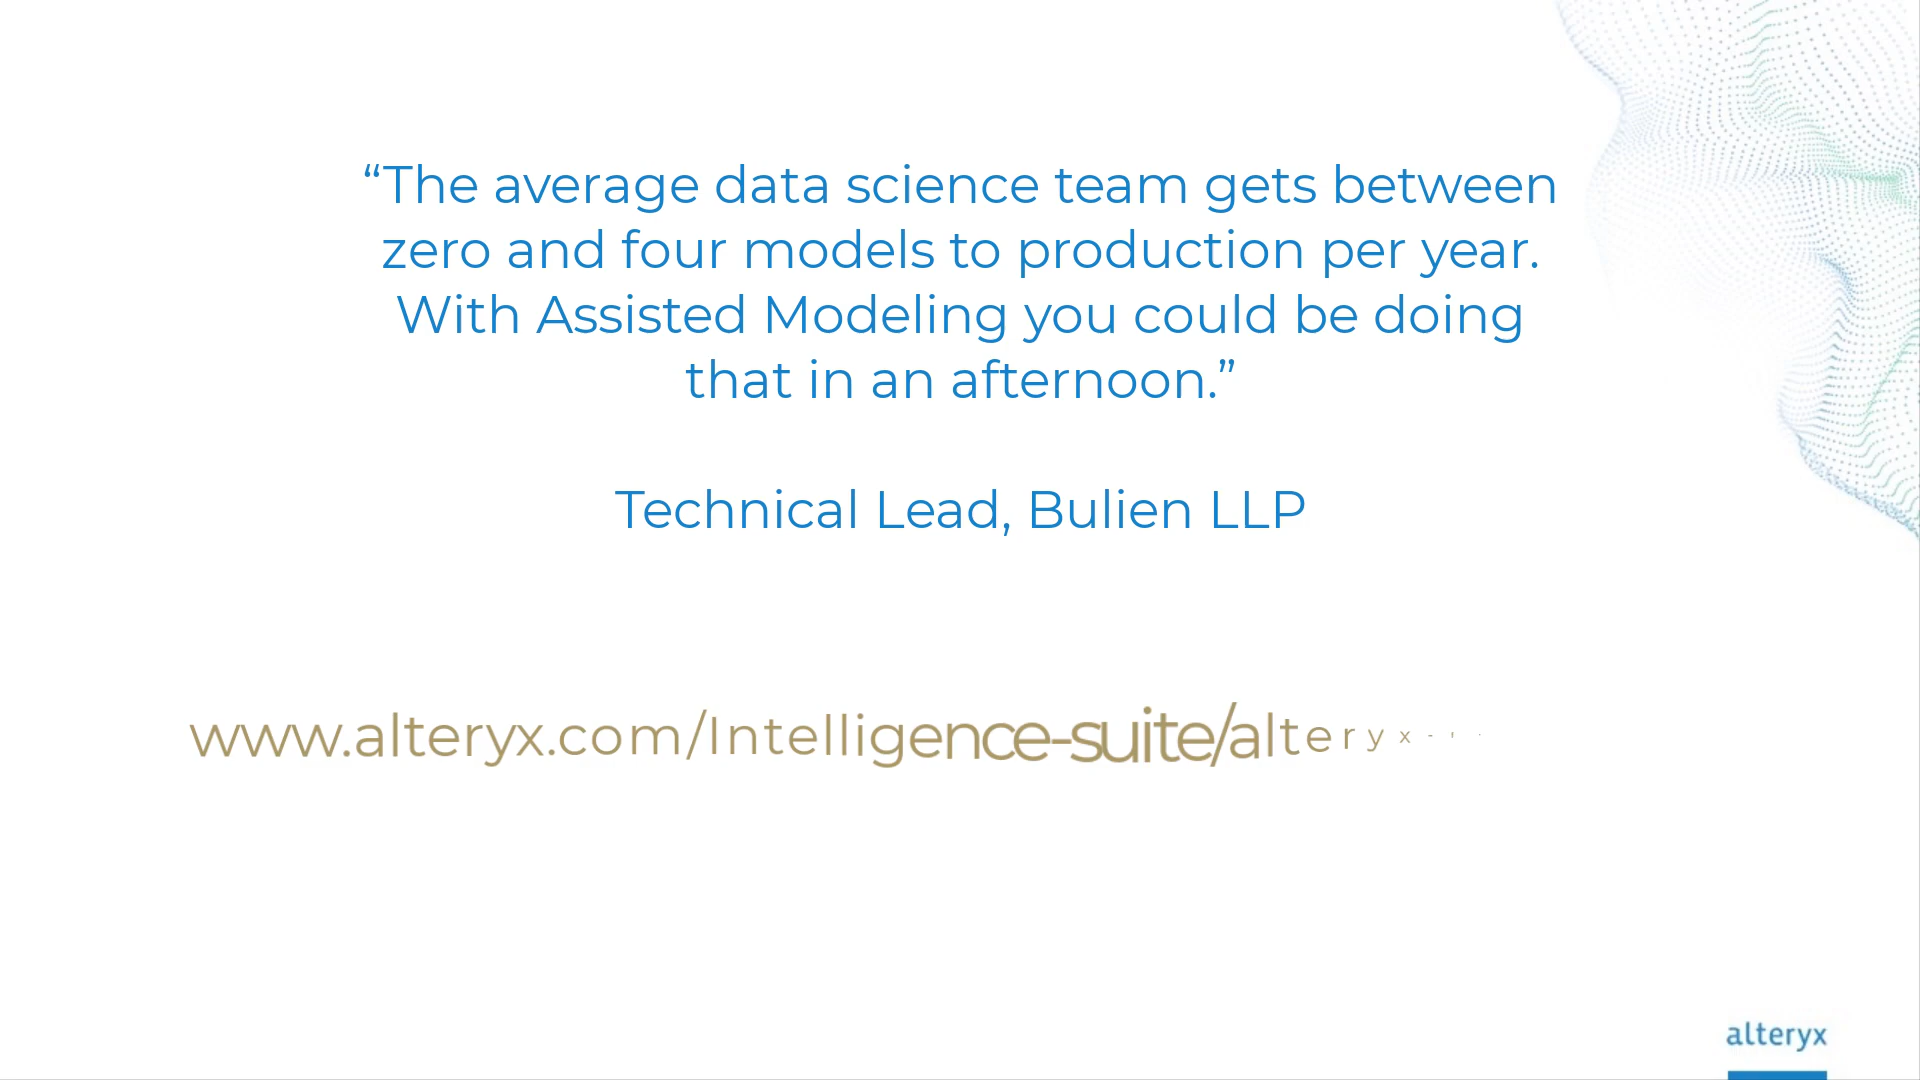 “The average data science team gets between
zero and four models to production per year.
With Assisted Modeling you could be doing
that in an afternoon.”
Technical Lead, Bulien LLP
www.alteryx.com/Intelligence-suite/alteryx-
alteryx